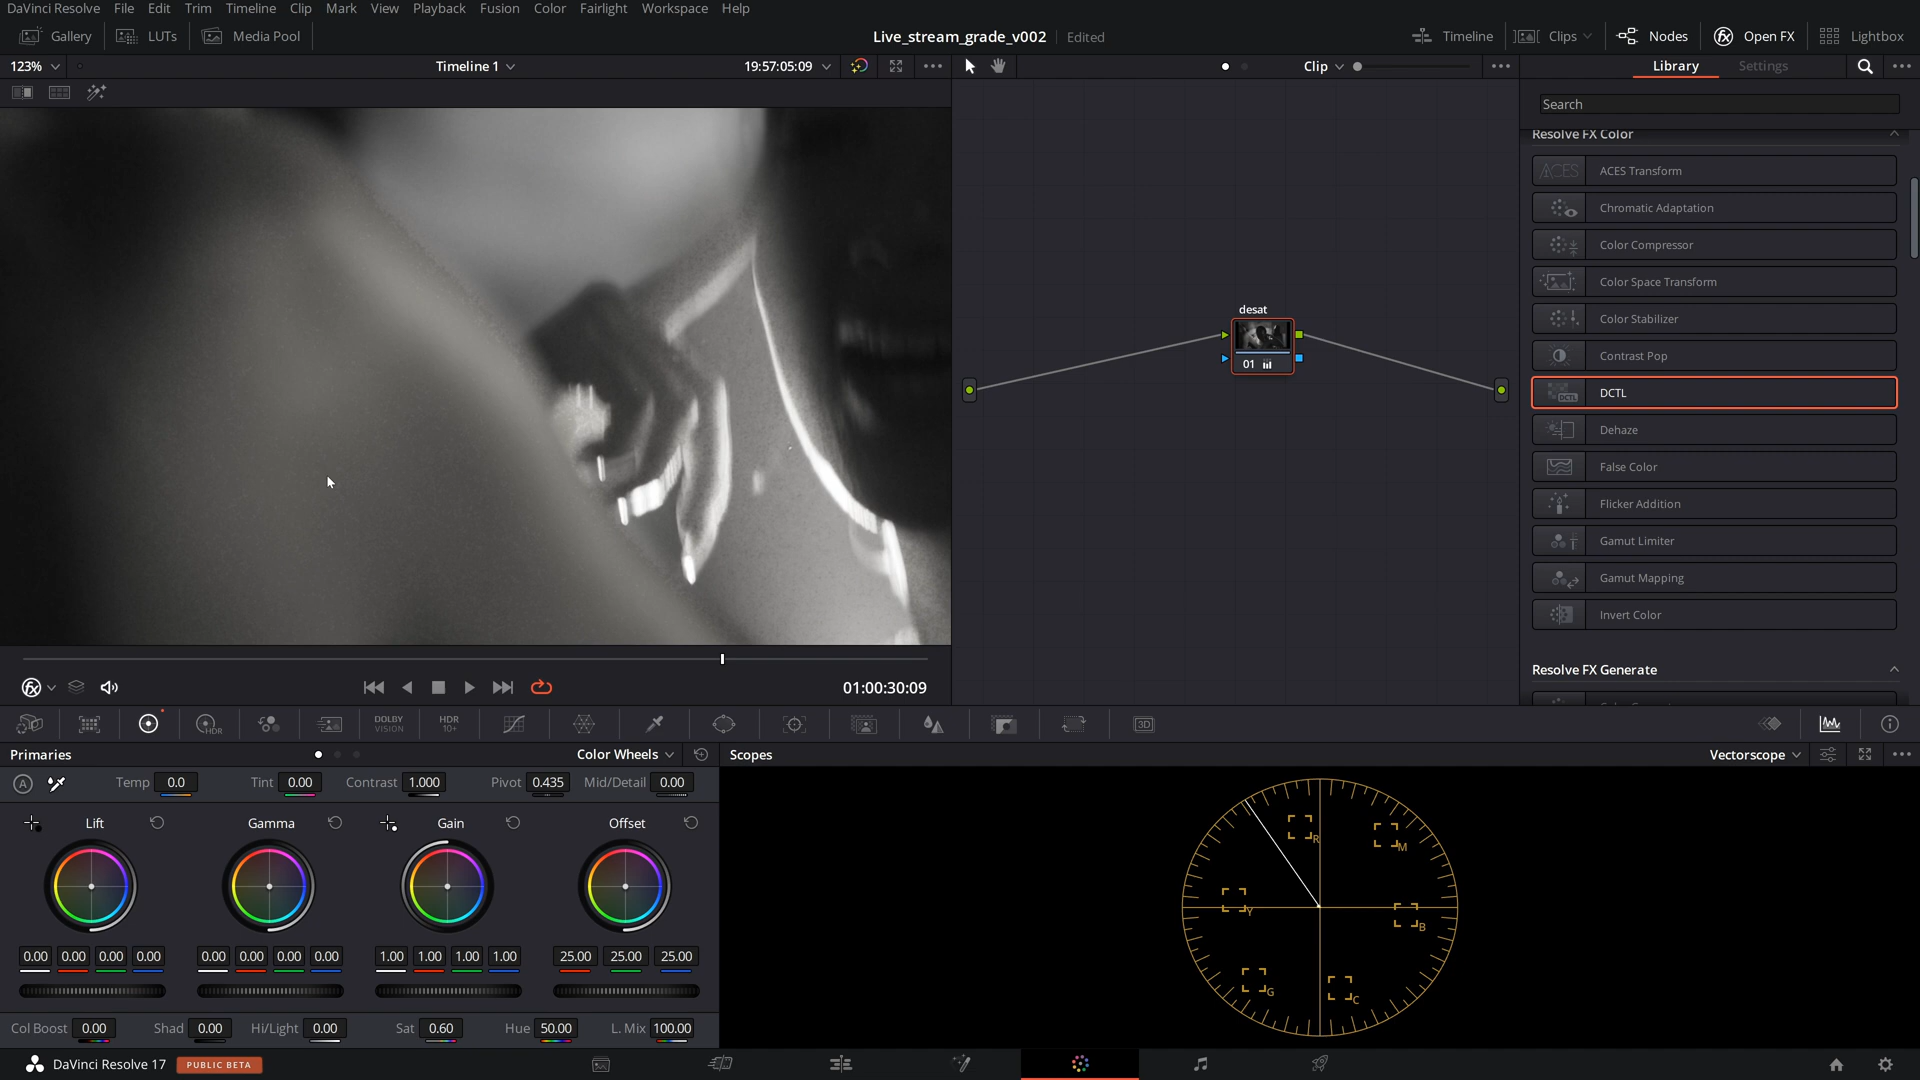 DaVinci Resolve File Edit Trim Timeline Clip Mark View Playback Fusion Color Fairlight Workspace Help
Gallery LUTs Media Pool Live_stream_grade_v002 Edited Timeline Clips Nodes Open FX Lightbox
123% Timeline 1 19:57:05:09 Clip Library Settings
Search
Resolve FX Color
ACES ACES Transform
Chromatic Adaptation
Color Compressor
Color Space Transform
Color Stabilizer
Contrast Pop
DCTL DCTL
Dehaze
False Color
Flicker Addition
Gamut Limiter
Gamut Mapping
Invert Color
Resolve FX Generate
desat
01
01:00:30:09
HDR DOLBY VISION HDR 10+ 3D
Primaries Color Wheels Scopes Vectorscope
A Temp 0.0 Tint 0.00 Contrast 1.000 Pivot 0.435 Mid/Detail 0.00
Lift Gamma Gain Offset
0.00 0.00 0.00 0.00 0.00 0.00 0.00 0.00 1.00 1.00 1.00 1.00 25.00 25.00 25.00
Col Boost 0.00 Shad 0.00 Hi/Light 0.00 Sat 0.60 Hue 50.00 L. Mix 100.00
R M
Y B
G C
DaVinci Resolve 17 PUBLIC BETA